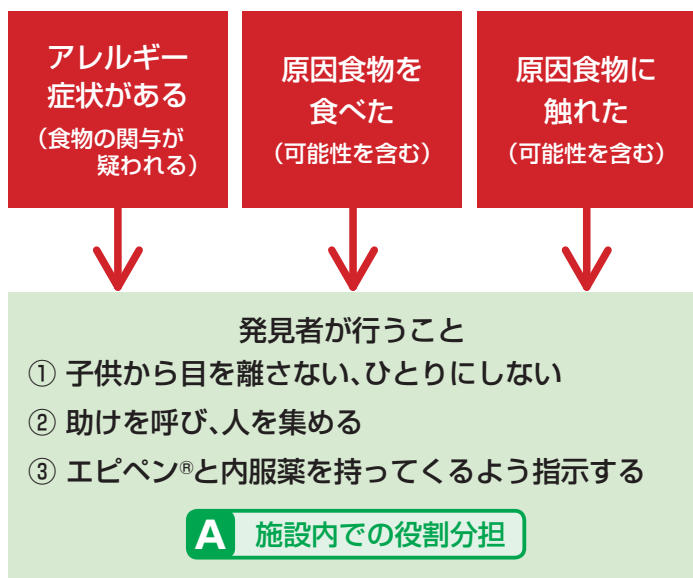 アレルギー
症状がある
（食物の関与が
疑われる）
原因食物を
食べた
（可能性を含む）
原因食物に
触れた
（可能性を含む）
発見者が行うこと
① 子供から目を離さない、ひとりにしない
② 助けを呼び、人を集める
③ エピペン®と内服薬を持ってくるよう指示する
A 施設内での役割分担